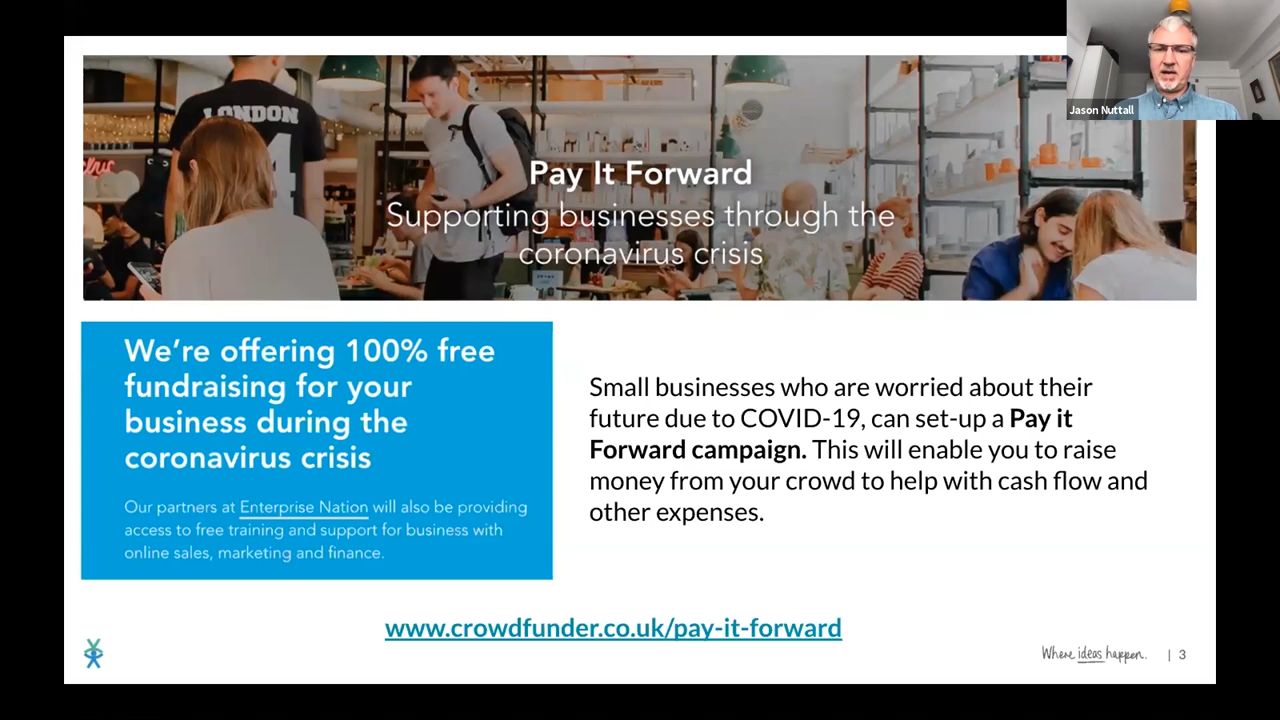 Jason Nuttall
LONDON
4
Pay It Forward
Supporting businesses through the
coronavirus crisis
We're offering 100% free
fundraising for your
business during the
coronavirus crisis
Our partners at Enterprise Nation will also be providing
access to free training and support for business with
online sales, marketing and finance.
Small businesses who are worried about their
future due to COVID-19, can set-up a Pay it
Forward campaign. This will enable you to raise
money from your crowd to help with cash flow and
other expenses.
www.crowdfunder.co.uk/pay-it-forward
Where ideas happen.
| 3